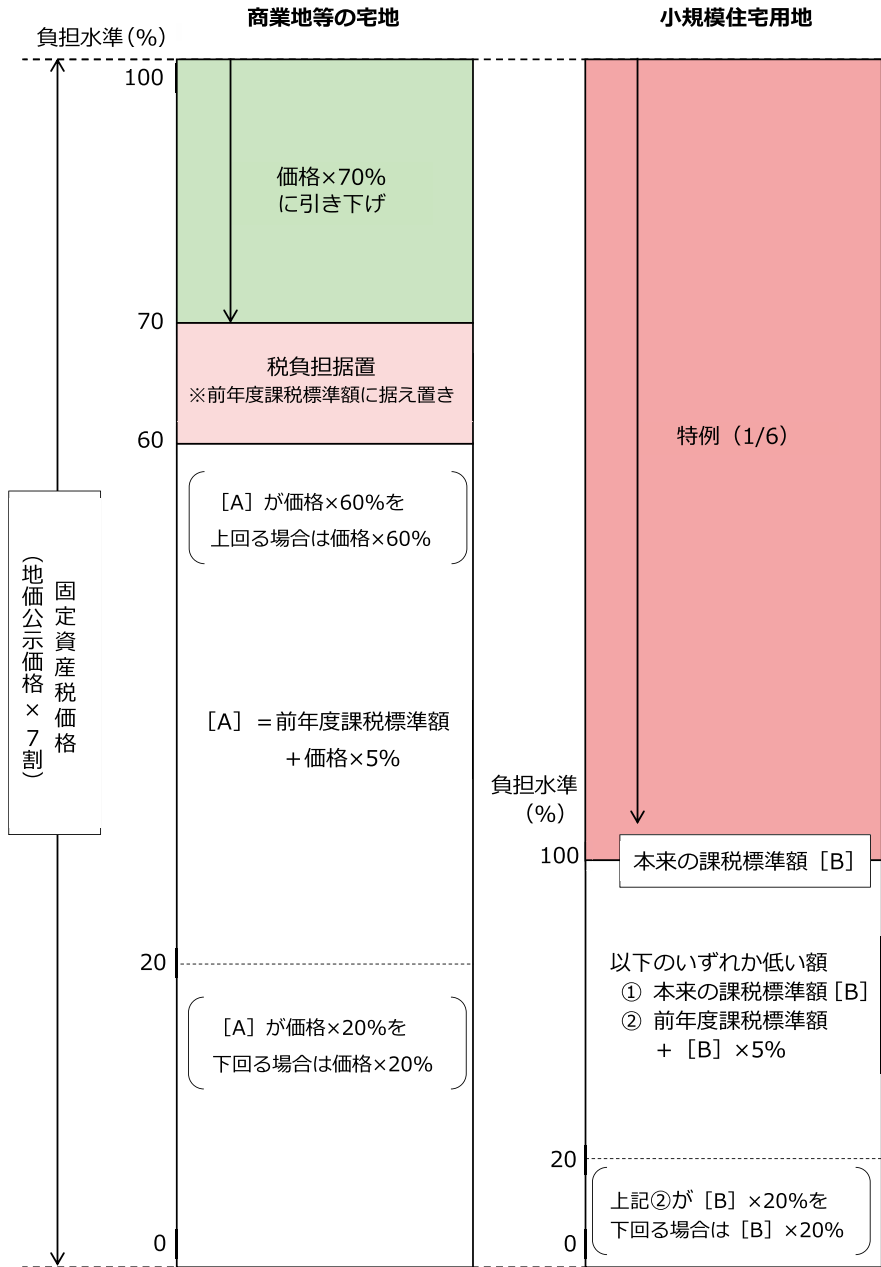 商業地等の宅地
小規模住宅用地
負担水準（%）
100
価格×70%
に引き下げ
70
税負担据置
※前年度課税標準額に据え置き
60
［A］が価格×60%を
上回る場合は価格×60%
［A］＝前年度課税標準額
＋価格×5%
20
［A］が価格×20%を
下回る場合は価格×20%
0
固定資産税価格
（地価公示価格×7割）
特例（1/6）
負担水準
（%）
100
本来の課税標準額［B］
以下のいずれか低い額
① 本来の課税標準額［B］
② 前年度課税標準額
＋［B］×5%
20
上記②が［B］×20%を
下回る場合は［B］×20%
0